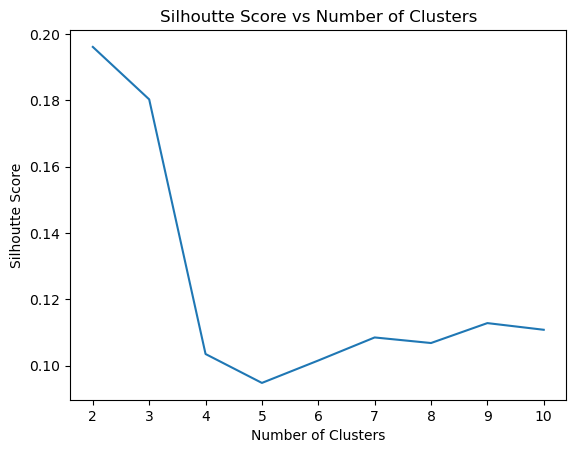 Silhoutte Score vs Number of Clusters
0.20
0.18
0.16
0.14
0.12
0.10
Silhoutte Score
2 3 4 5 6 7 8 9 10
Number of Clusters